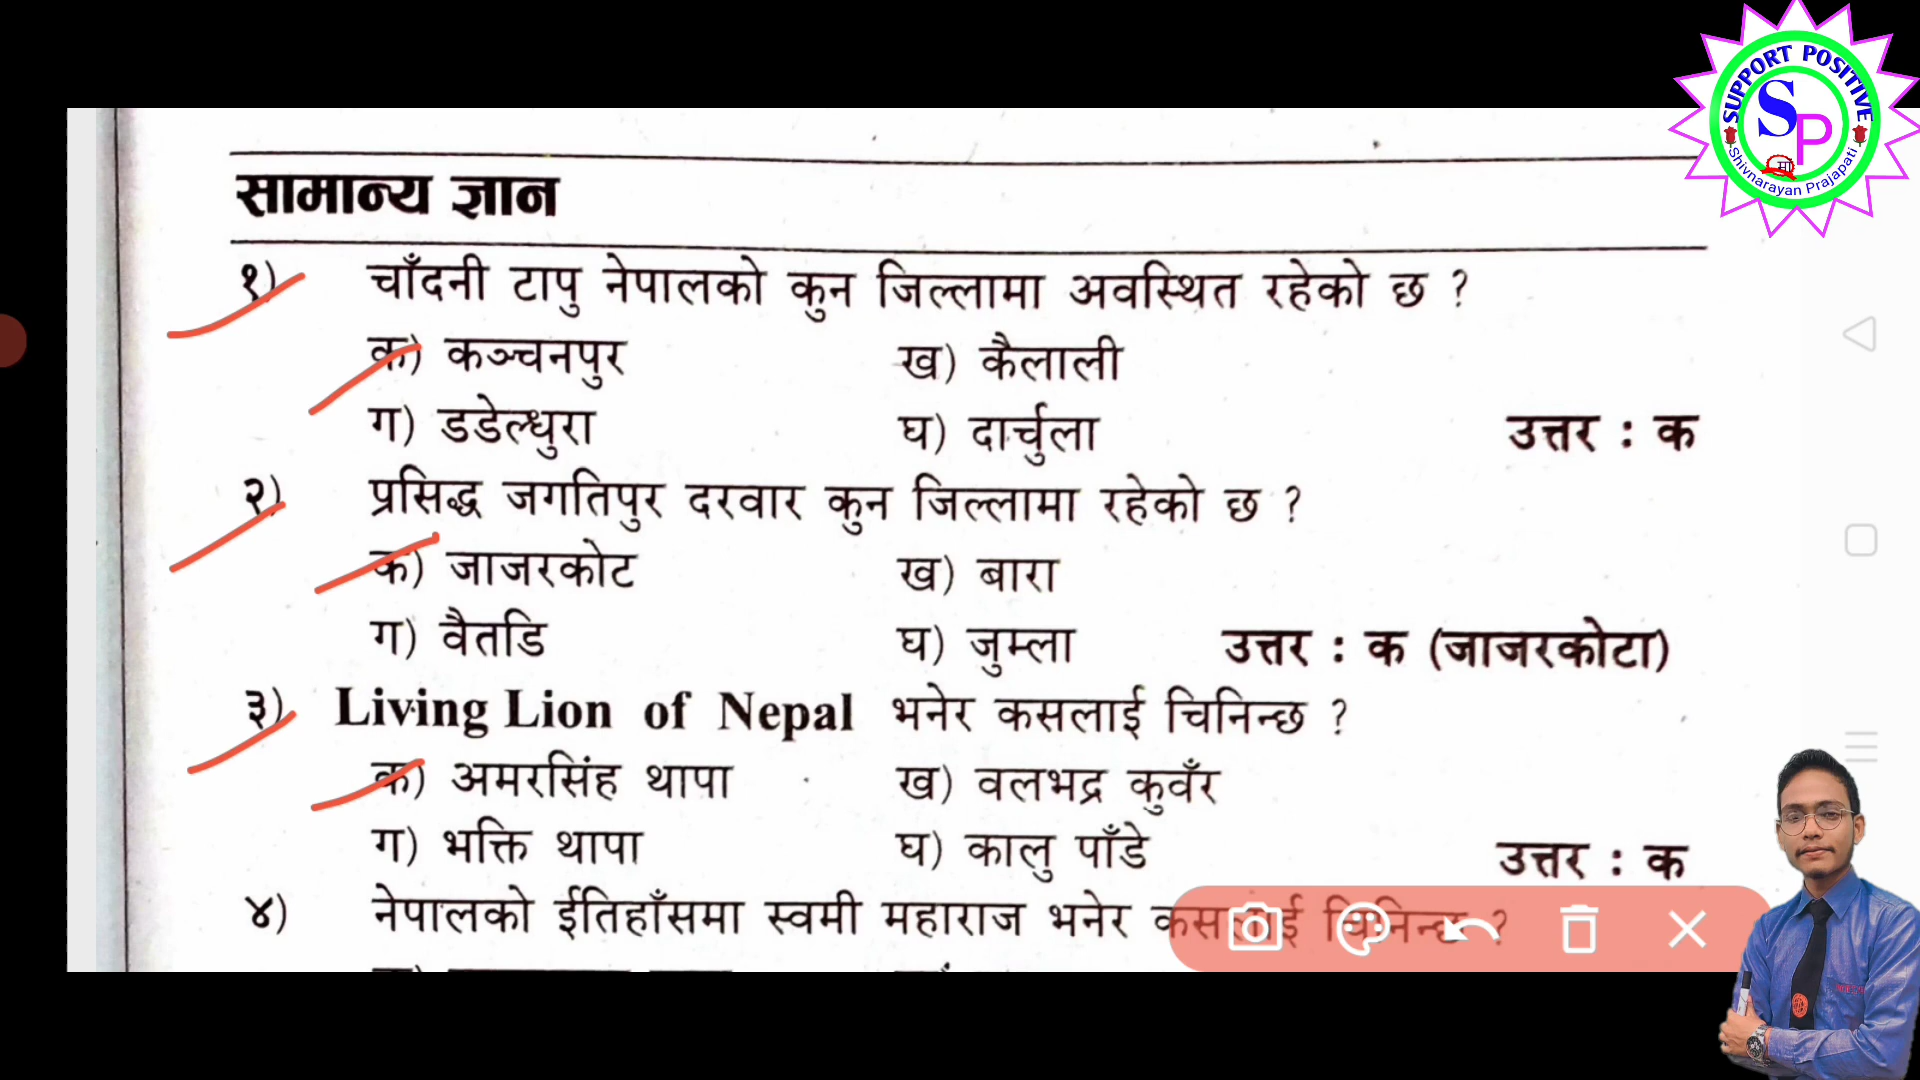 SUPPORT POSITIVE
SP
मा
Shivnarayan Prajapati
सामान्य ज्ञान
१) चाँदनी टापु नेपालको कुन जिल्लामा अवस्थित रहेको छ ?
क) कञ्चनपुर ख) कैलाली
ग) डडेल्धुरा घ) दार्चुला उत्तर : क
२) प्रसिद्ध जगतिपुर दरवार कुन जिल्लामा रहेको छ ?
क) जाजरकोट ख) बारा
ग) वैतडि घ) जुम्ला उत्तर : क (जाजरकोटा)
३) Living Lion of Nepal भनेर कसलाई चिनिन्छ ?
क) अमरसिंह थापा ख) वलभद्र कुवँर
ग) भक्ति थापा घ) कालु पाँडे उत्तर : क
४) नेपालको ईतिहाँसमा स्वमी महाराज भनेर कसलाई चिनिन्छ ?